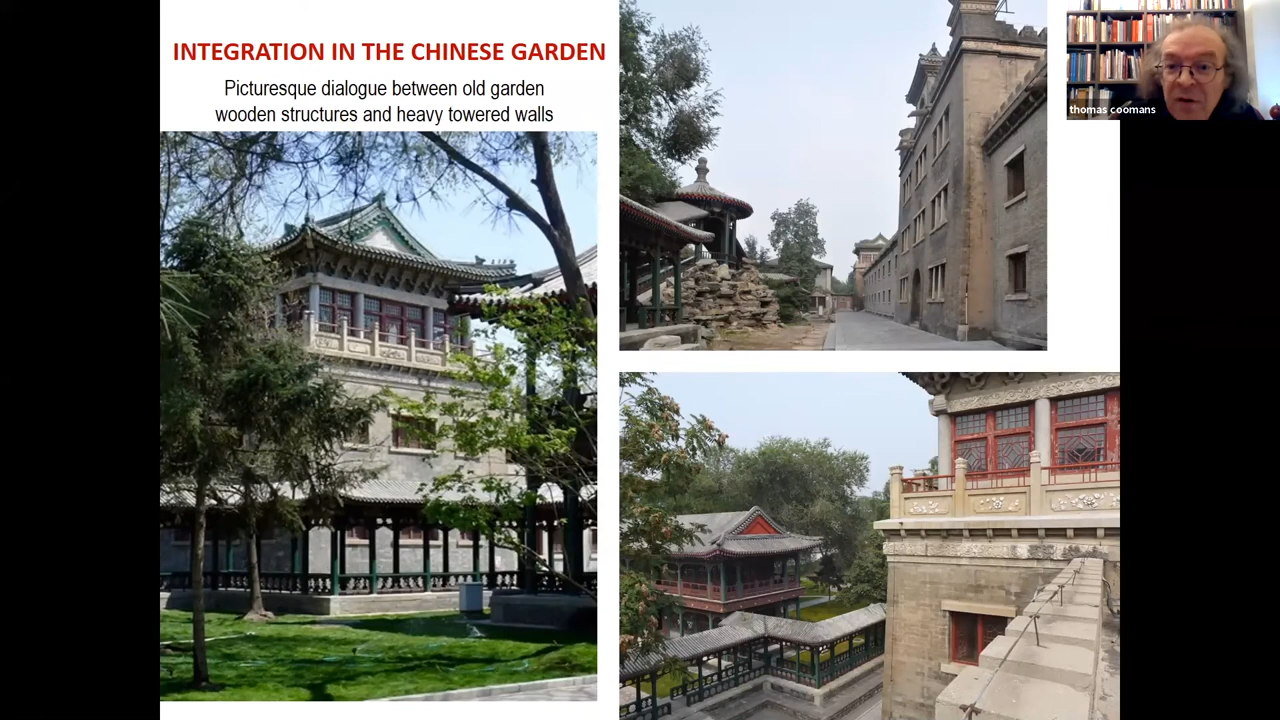 INTEGRATION IN THE CHINESE GARDEN
Picturesque dialogue between old garden
wooden structures and heavy towered walls
thomas coomans